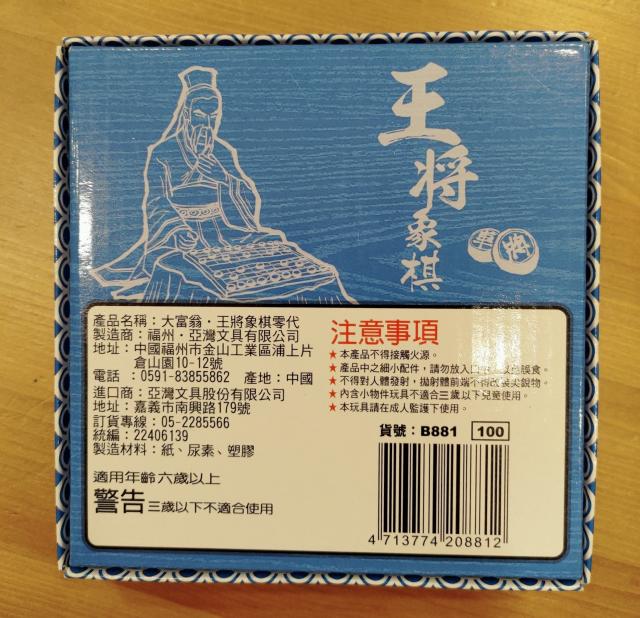 王將象棋
車
將
產品名稱：大富翁‧王將象棋零代
製造商：福州‧亞灣文具有限公司
地址：中國福州市金山工業區浦上片
倉山園10-12號
電話：0591-83855862 產地：中國
進口商：亞灣文具股份有限公司
地址：嘉義市南興路179號
訂貨專線：05-2285566
統編：22406139
製造材料：紙、尿素、塑膠
適用年齡六歲以上
警告三歲以下不適合使用
注意事項
★本產品不得接觸火源。
★產品中之細小配件，請勿放入口
★不得對人體發射，拋射體前端不得改裝尖銳物。
★內含小物件玩具不適合三歲以下兒童使用。
★本玩具請在成人監護下使用。
貨號：B881 100
4 713774 208812